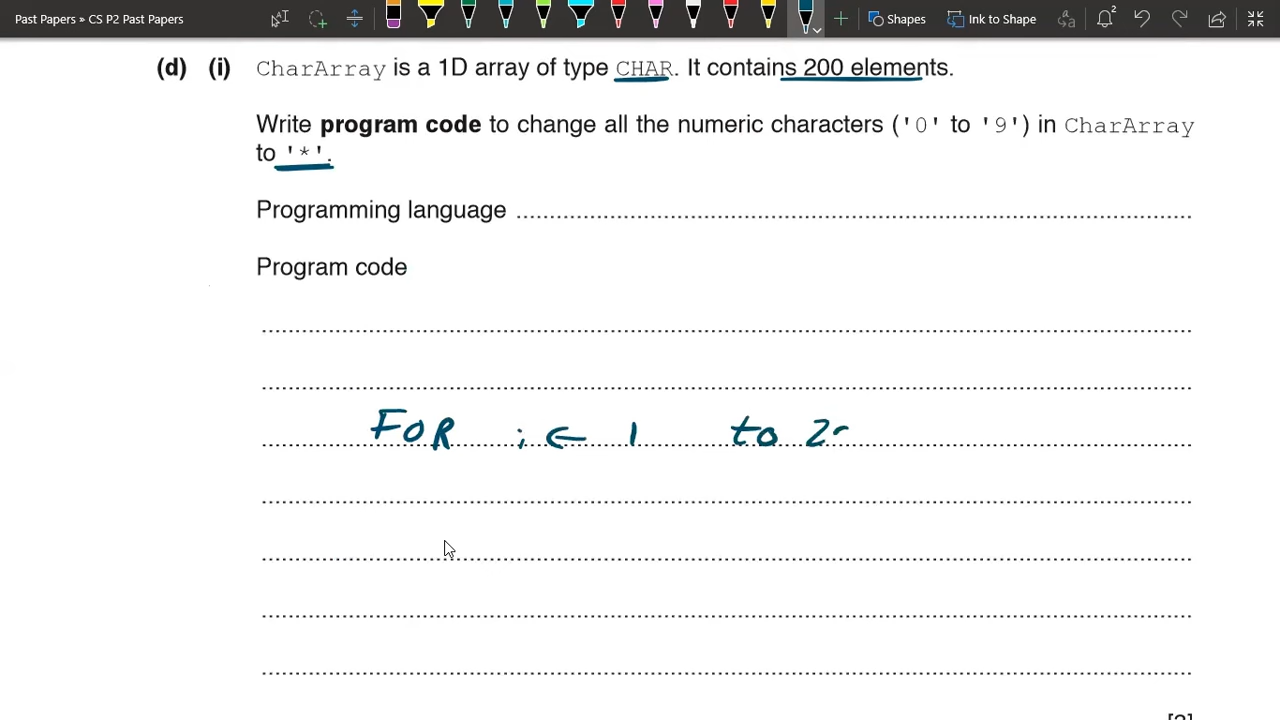 Past Papers » CS P2 Past Papers
Shapes
Ink to Shape
2
(d) (i) CharArray is a 1D array of type CHAR. It contains 200 elements.
Write program code to change all the numeric characters ('0' to '9') in CharArray
to '*'.
Programming language ........................................................................................................
Program code
FOR i ← 1 to 20